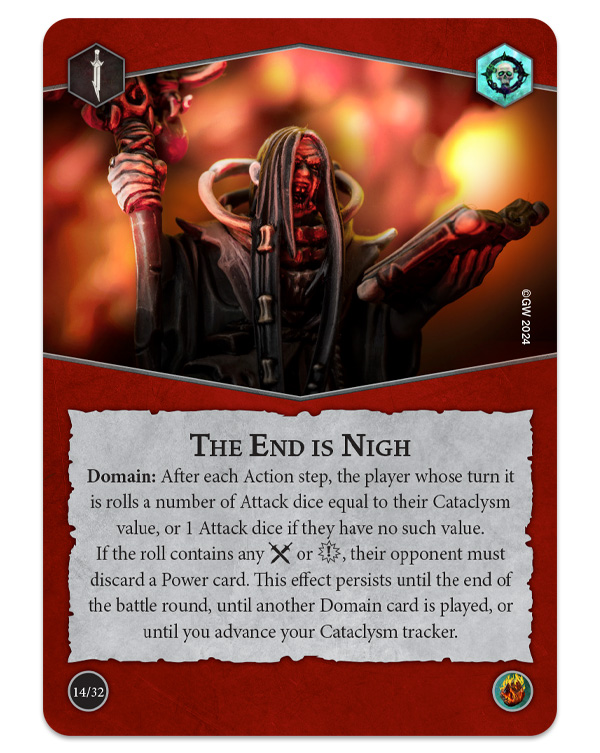 ©GW 2024
The End is Nigh
Domain: After each Action step, the player whose turn it
is rolls a number of Attack dice equal to their Cataclysm
value, or 1 Attack dice if they have no such value.
If the roll contains any or , their opponent must
discard a Power card. This effect persists until the end of
the battle round, until another Domain card is played, or
until you advance your Cataclysm tracker.
14/32